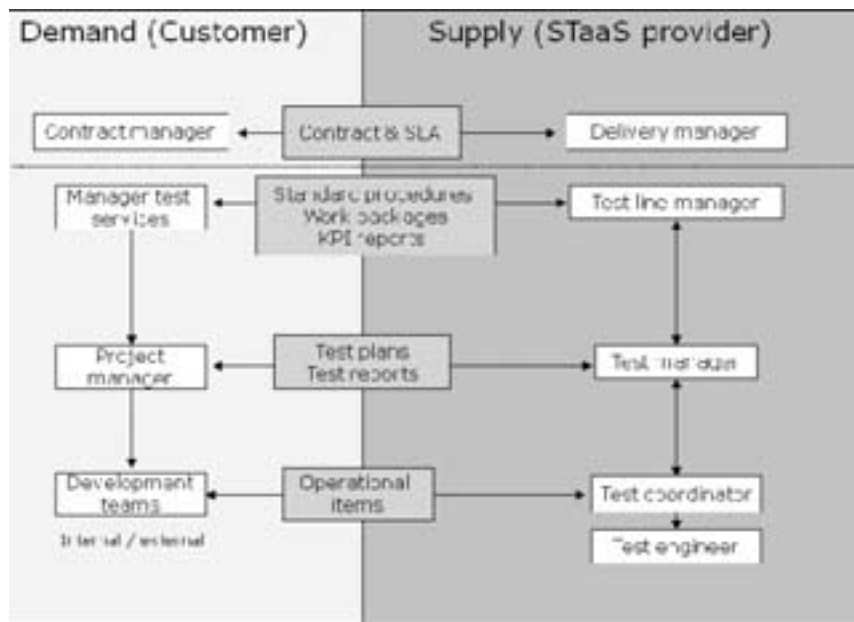 Demand (Customer)
Supply (STaaS provider)
Contract manager
Contract & SLA
Delivery manager
Manager test
services
Standard procedures
Work packages
KPI reports
Test line manager
Project
manager
Test plans
Test reports
Test manager
Development
teams
Operational
items
Test coordinator
Internal / external
Test engineer